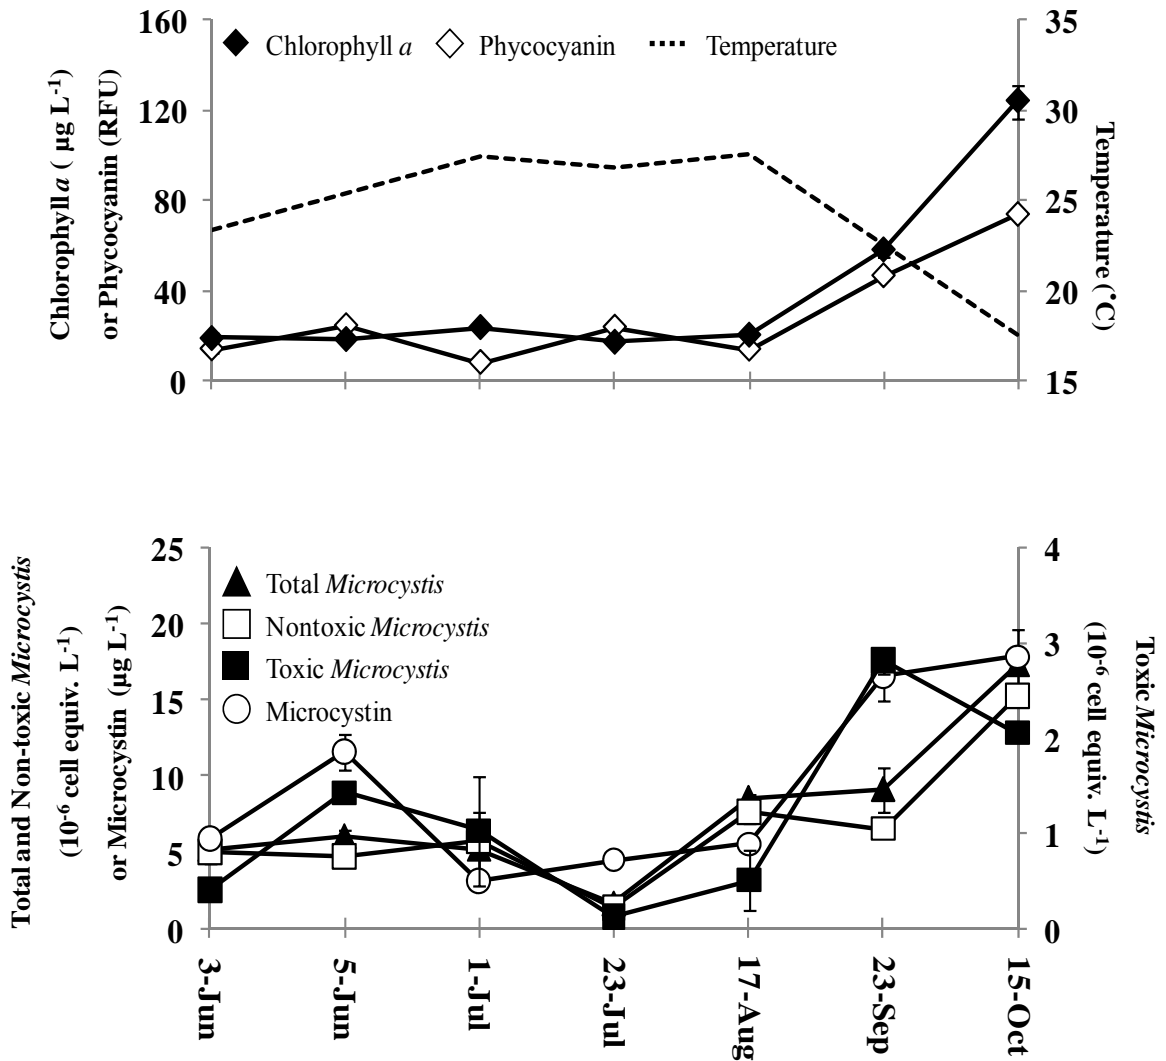 160
120
80
40
0
Chlorophyll a ( µg L-1)
or Phycocyanin (RFU)
Chlorophyll a
Phycocyanin
Temperature
35
30
25
20
15
Temperature (˚C)
25
20
15
10
5
0
Total and Non-toxic Microcystis
(10-6 cell equiv. L-1)
or Microcystin (µg L-1)
Total Microcystis
Nontoxic Microcystis
Toxic Microcystis
Microcystin
4
3
2
1
0
Toxic Microcystis
(10-6 cell equiv. L-1)
3-Jun
5-Jun
1-Jul
23-Jul
17-Aug
23-Sep
15-Oct